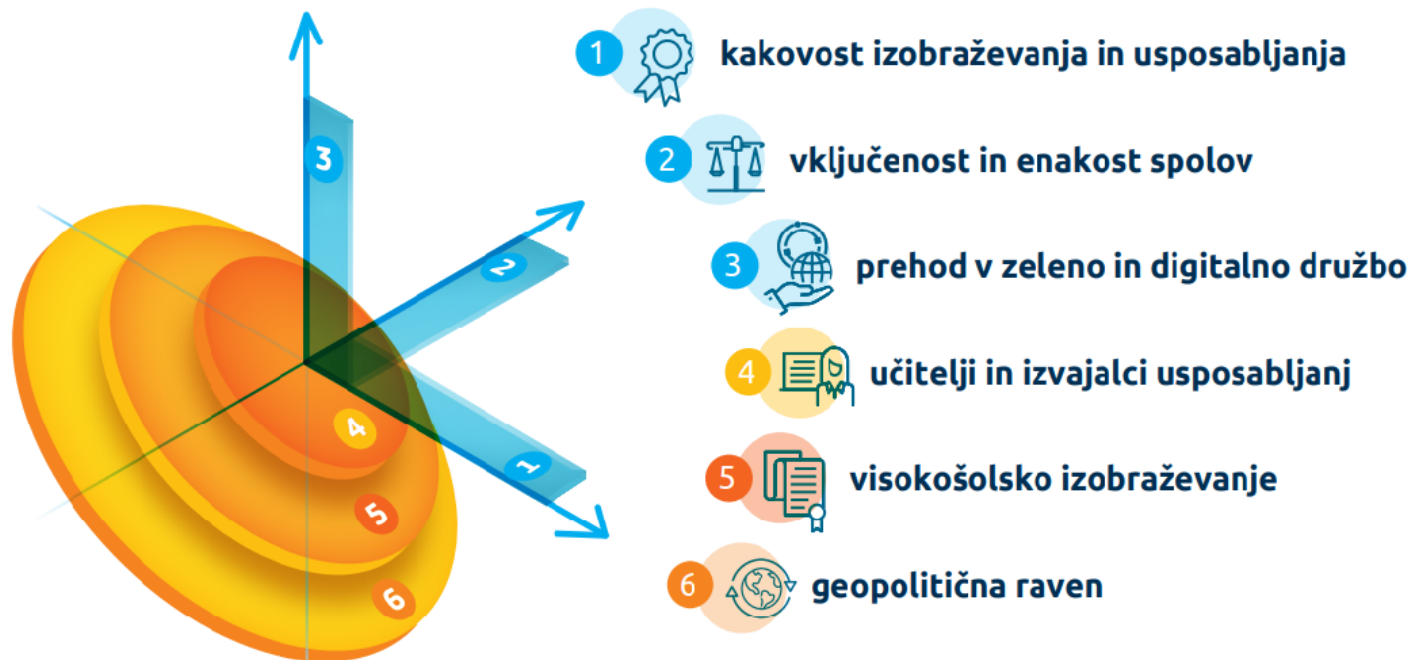 1 kakovost izobraževanja in usposabljanja
2 vključenost in enakost spolov
3 prehod v zeleno in digitalno družbo
4 učitelji in izvajalci usposabljanj
5 visokošolsko izobraževanje
6 geopolitična raven
3
2
1
4
5
6